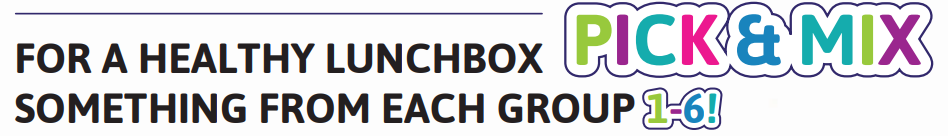 FOR A HEALTHY LUNCHBOX PICK & MIX
SOMETHING FROM EACH GROUP 1-6!